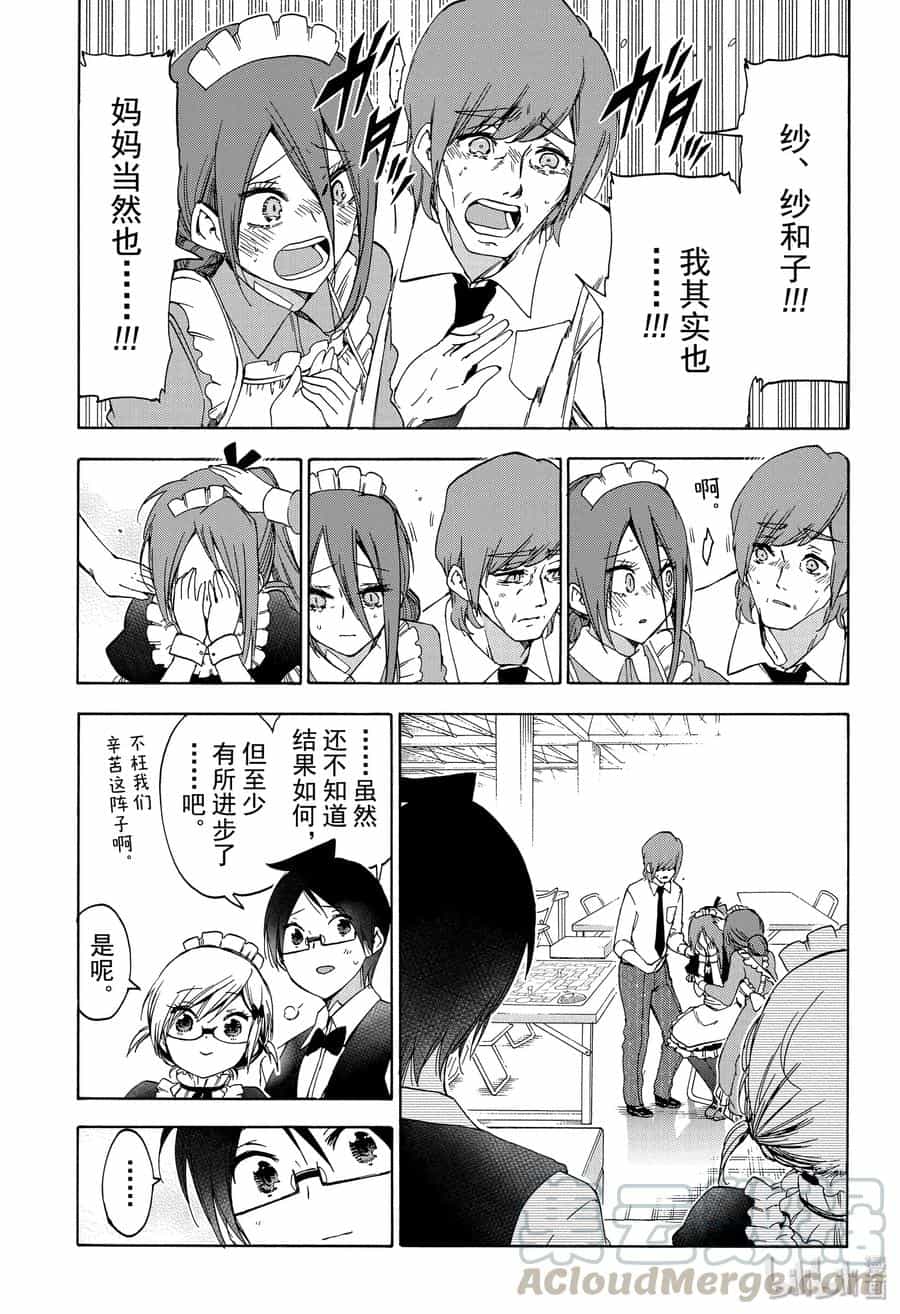 纱、纱和子!!!
我其实也
……!!!
妈妈当然也
……!!!
ガタ
ガタ
啊。
……虽然
还不知道
结果如何，
但至少
有所进步了
……吧。
不枉我们
辛苦这阵子啊。
是呢。
……
ACloudMerge.com